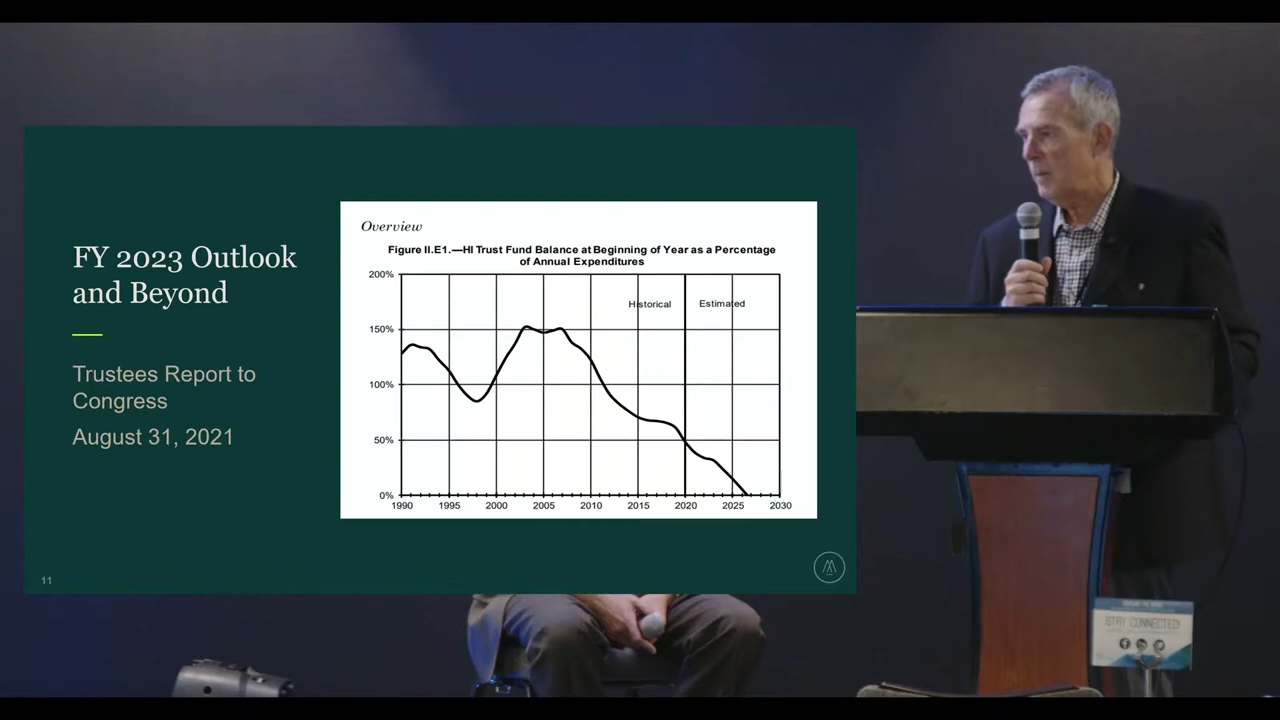 FY 2023 Outlook
and Beyond
Trustees Report to
Congress
August 31, 2021
11
Overview
Figure II.E1.—HI Trust Fund Balance at Beginning of Year as a Percentage
of Annual Expenditures
200%
150%
100%
50%
0%
Historical
Estimated
1990 1995 2000 2005 2010 2015 2020 2025 2030
STAY CONNECTED!